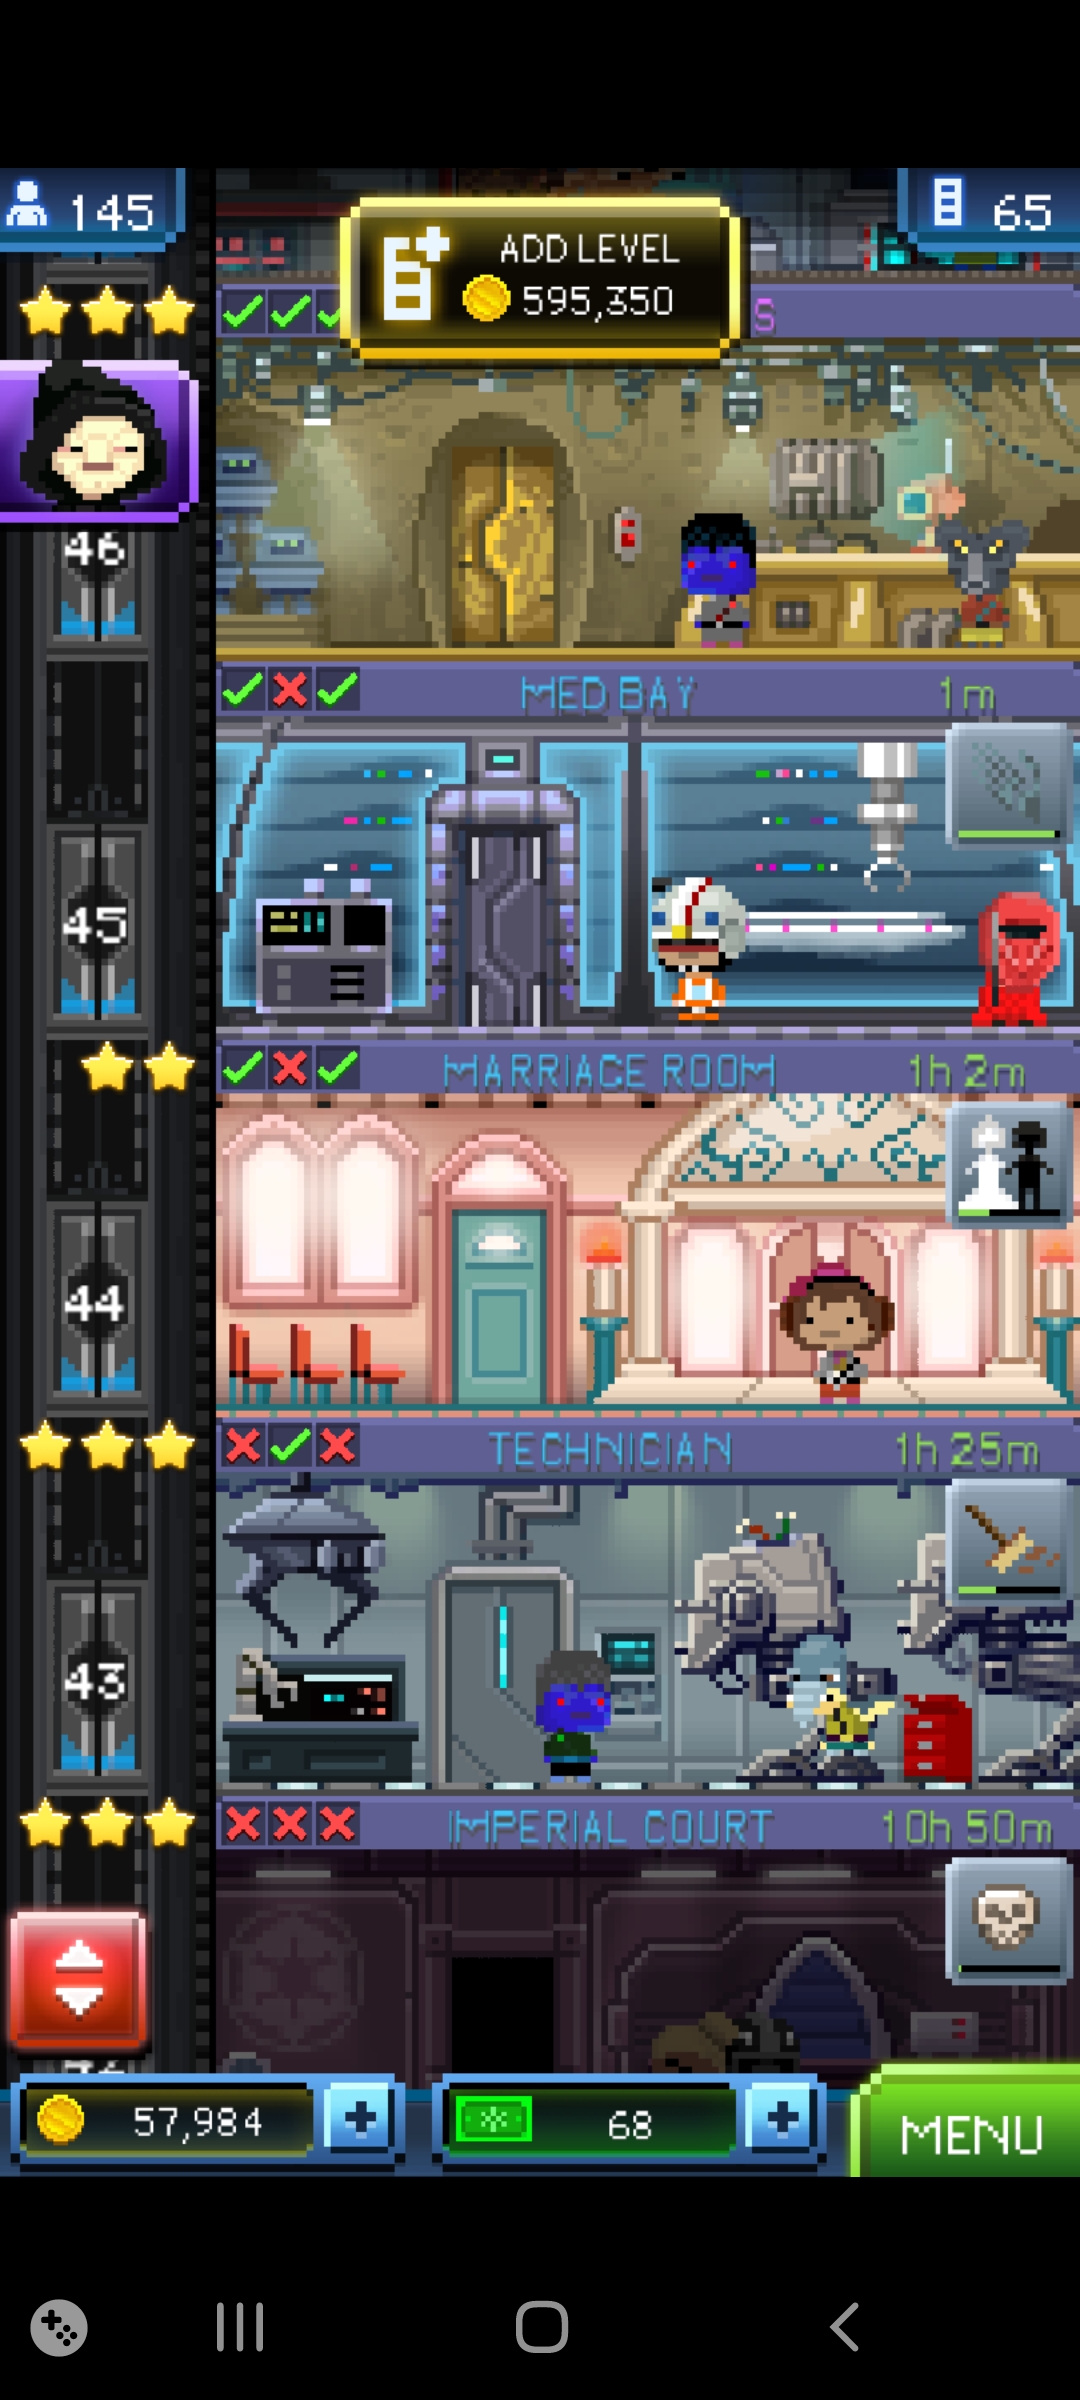 145
65
ADD LEVEL
595,350
S
46
MED BAY 1m
45
MARRIAGE ROOM 1h 2m
44
TECHNICIAN 1h 25m
43
IMPERIAL COURT 10h 50m
57,984
68
MENU